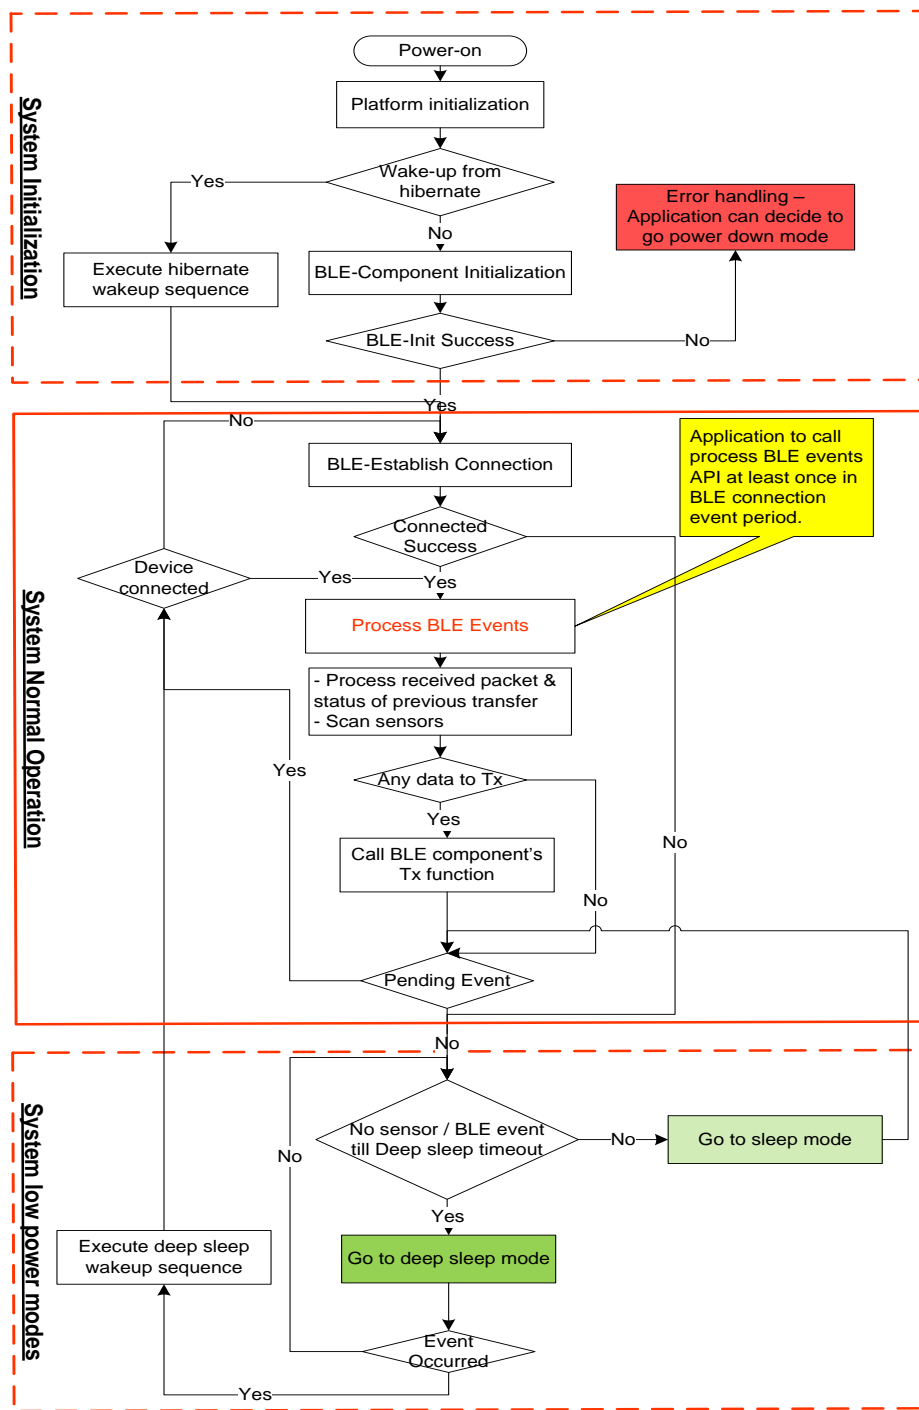 System Initialization
Power-on
Platform initialization
Wake-up from
hibernate
Yes
No
Execute hibernate
wakeup sequence
BLE-Component Initialization
Error handling –
Application can decide to
go power down mode
BLE-Init Success
No
Yes
System Normal Operation
No
BLE-Establish Connection
Application to call
process BLE events
API at least once in
BLE connection
event period.
Connected
Success
Device
connected
Yes
Yes
Process BLE Events
- Process received packet &
status of previous transfer
- Scan sensors
Yes
Any data to Tx
Yes
No
Call BLE component's
Tx function
No
Pending Event
No
System low power modes
No sensor / BLE event
till Deep sleep timeout
No
Go to sleep mode
No
Yes
Execute deep sleep
wakeup sequence
Go to deep sleep mode
Event
Occurred
Yes